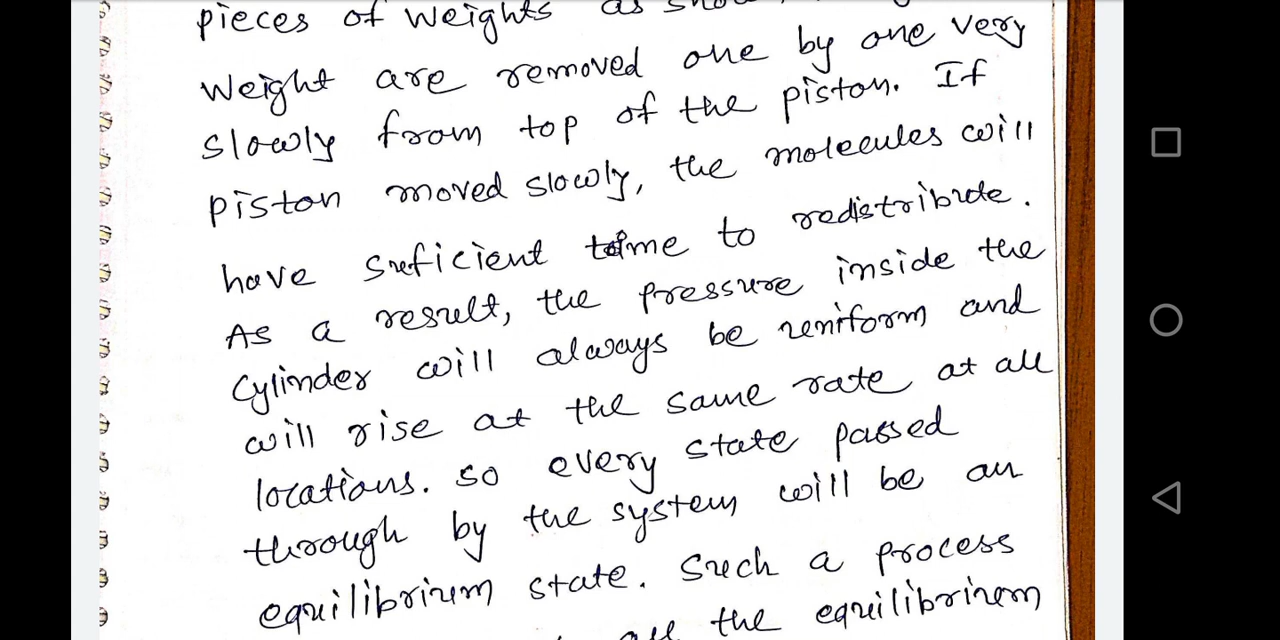 pieces of weights as
weight are removed one by one very
slowly from top of the piston. If
piston moved slowly, the molecules will
have suficient time to redistribute.
As a result, the pressure inside the
cylinder will always be uniform and
will rise at the same rate at all
locations. so every state passed
through by the system will be an
equilibrium state. Such a process
all the equilibrium